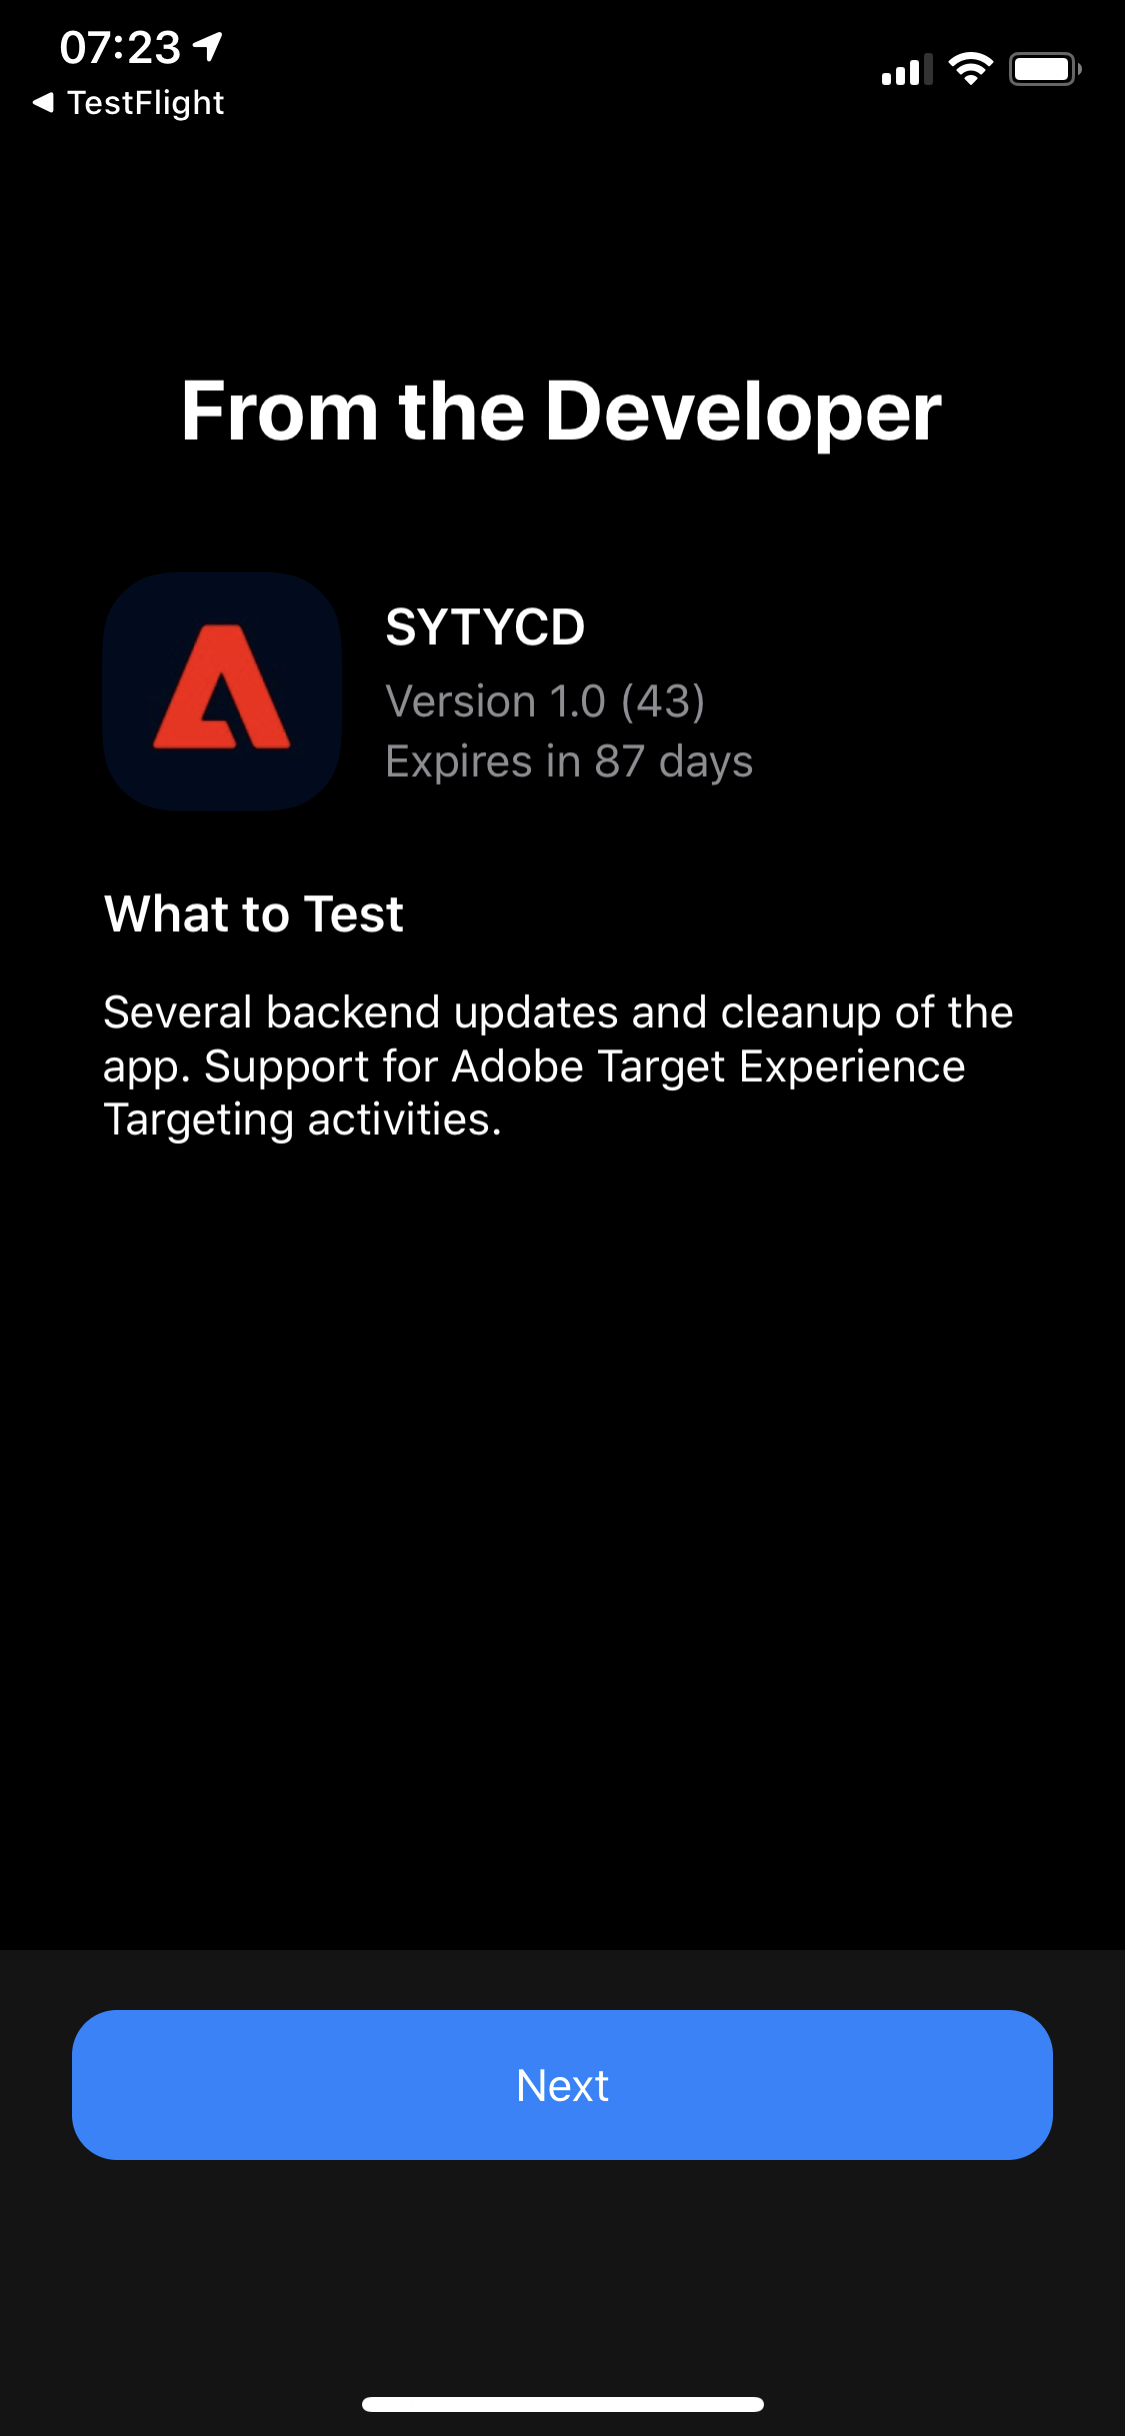 07:23
TestFlight
From the Developer
SYTYCD
Version 1.0 (43)
Expires in 87 days
What to Test
Several backend updates and cleanup of the
app. Support for Adobe Target Experience
Targeting activities.
Next